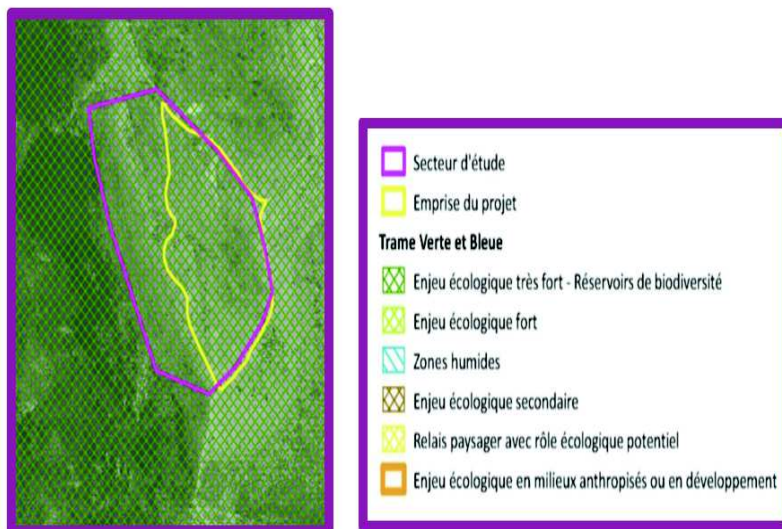 Secteur d'étude
Emprise du projet
Trame Verte et Bleue
Enjeu écologique très fort - Réservoirs de biodiversité
Enjeu écologique fort
Zones humides
Enjeu écologique secondaire
Relais paysager avec rôle écologique potentiel
Enjeu écologique en milieux anthropisés ou en développement